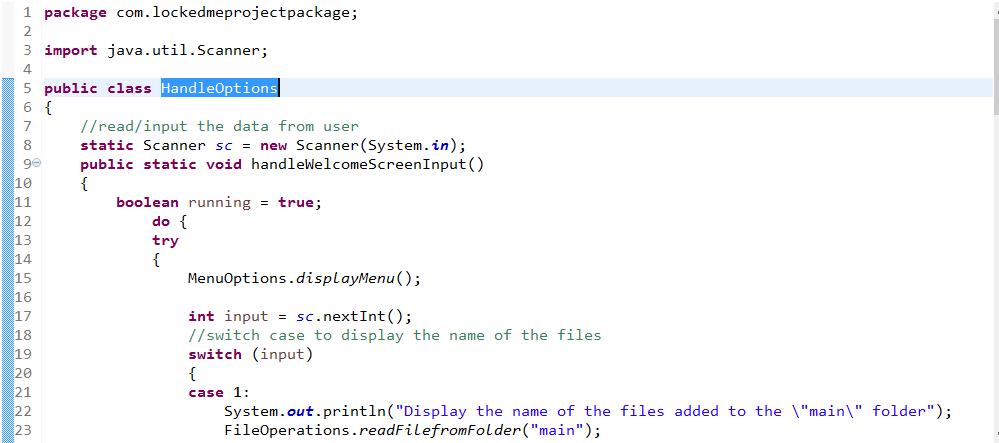 1 package com.lockedmeprojectpackage;
2
3 import java.util.Scanner;
4
5 public class HandleOptions
6 {
7     //read/input the data from user
8     static Scanner sc = new Scanner(System.in);
9     public static void handleWelcomeScreenInput()
10     {
11         boolean running = true;
12             do {
13             try
14             {
15                 MenuOptions.displayMenu();
16
17                 int input = sc.nextInt();
18                 //switch case to display the name of the files
19                 switch (input)
20                 {
21                 case 1:
22                     System.out.println("Display the name of the files added to the \"main\" folder");
23                     FileOperations.readFilefromFolder("main");